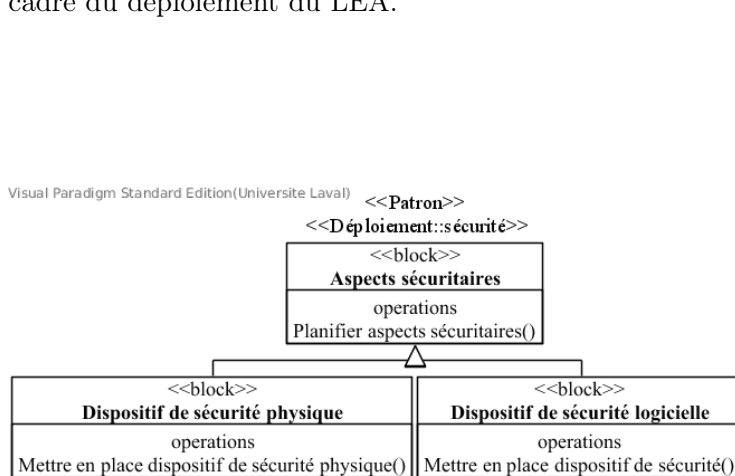 cadre du déploiement du LEA.
Visual Paradigm Standard Edition(Universite Laval)
<<Patron>>
<<Déploiement::sécurité>>
<<block>>
Aspects sécuritaires
operations
Planifier aspects sécuritaires()
<<block>>
Dispositif de sécurité physique
operations
Mettre en place dispositif de sécurité physique()
<<block>>
Dispositif de sécurité logicielle
operations
Mettre en place dispositif de sécurité()